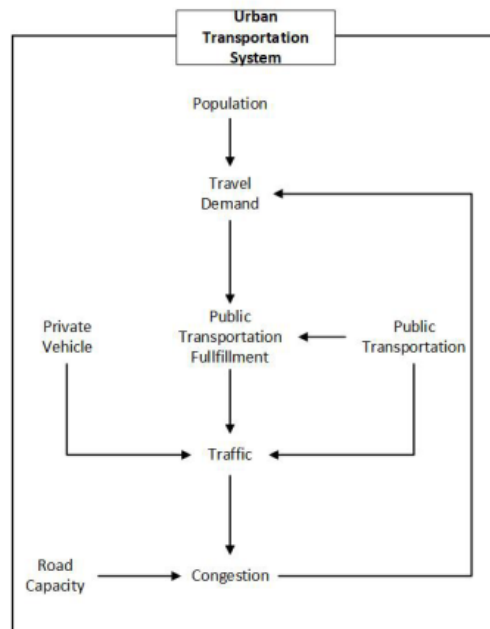 Urban
Transportation
System
Population
Travel
Demand
Private
Vehicle
Public
Transportation
Fullfillment
Public
Transportation
Traffic
Road
Capacity
Congestion